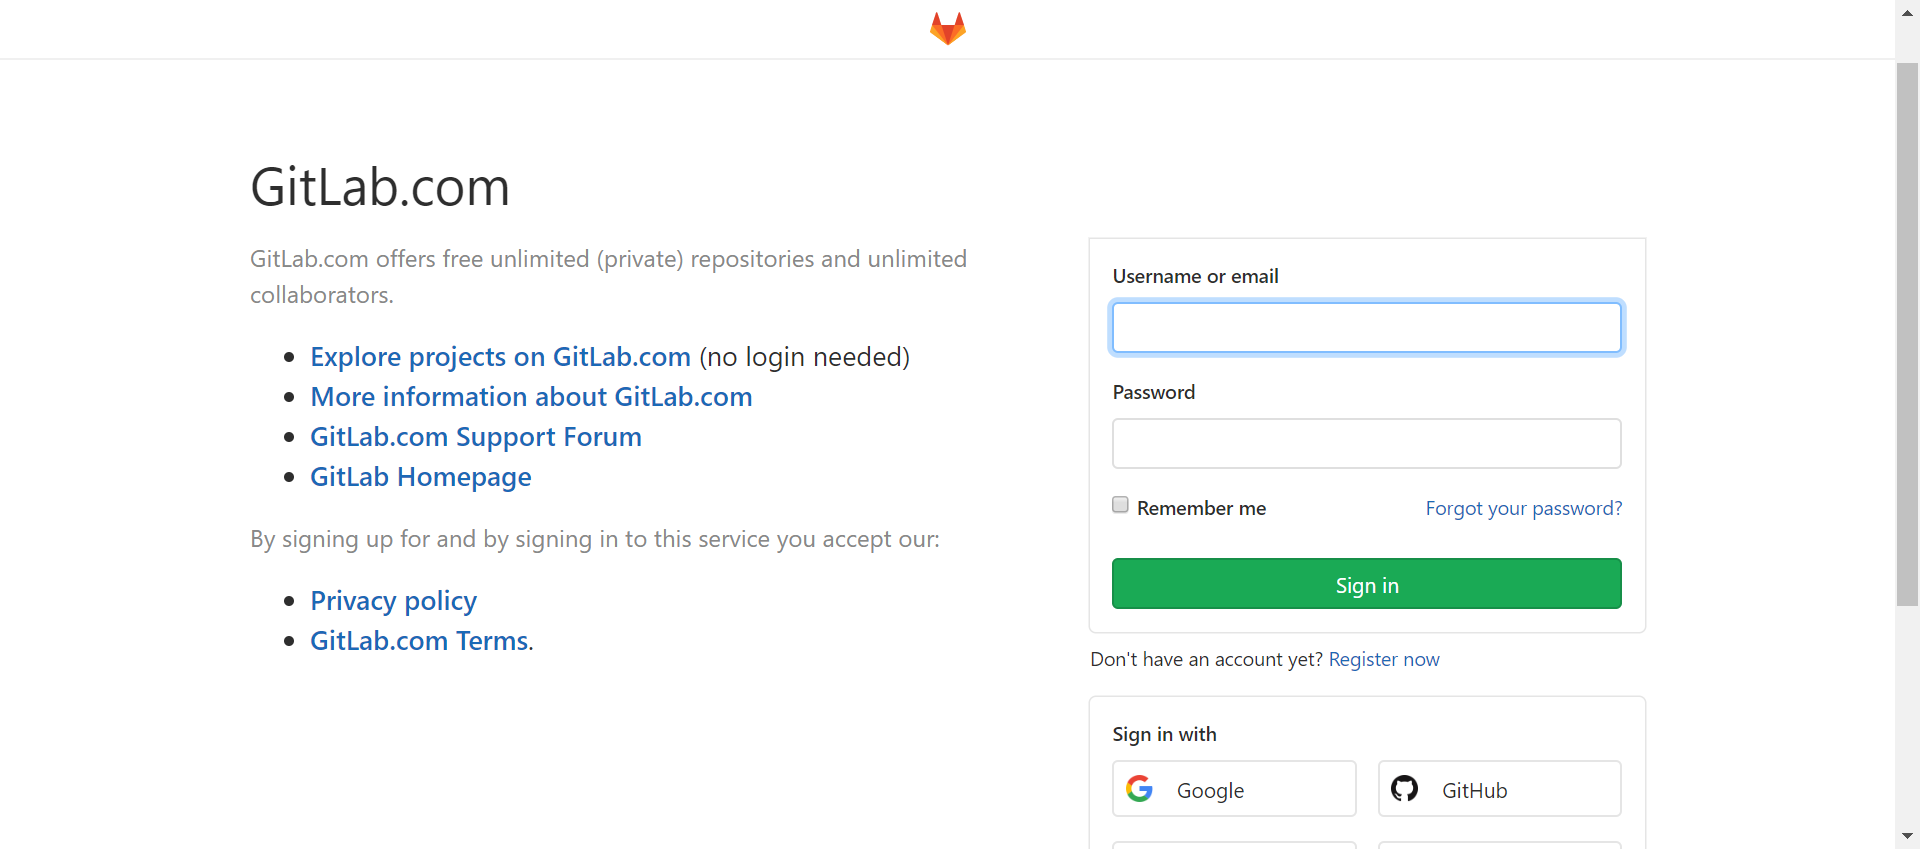 GitLab.com
GitLab.com offers free unlimited (private) repositories and unlimited
collaborators.
Explore projects on GitLab.com (no login needed)
More information about GitLab.com
GitLab.com Support Forum
GitLab Homepage
By signing up for and by signing in to this service you accept our:
Privacy policy
GitLab.com Terms.
Username or email
Password
Remember me
Forgot your password?
Sign in
Don't have an account yet? Register now
Sign in with
Google
GitHub